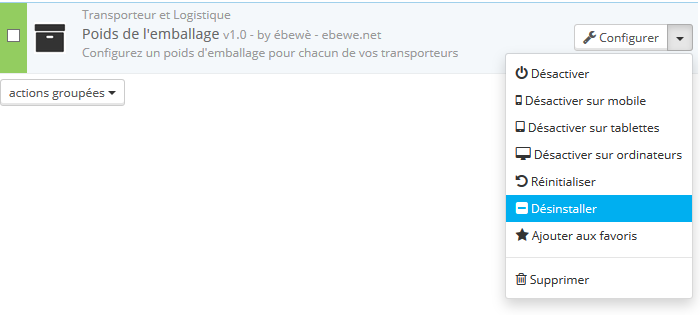 Transporteur et Logistique
Poids de l'emballage v1.0 - by ébewè - ebewe.net
Configurez un poids d'emballage pour chacun de vos transporteurs
Configurer
actions groupées
Désactiver
Désactiver sur mobile
Désactiver sur tablettes
Désactiver sur ordinateurs
Réinitialiser
Désinstaller
Ajouter aux favoris
Supprimer